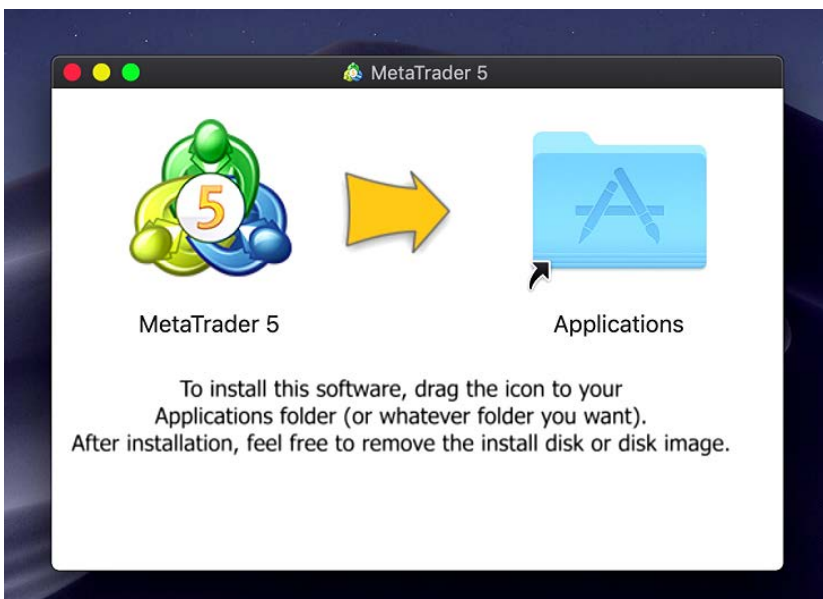 MetaTrader 5
5
MetaTrader 5
Applications
To install this software, drag the icon to your
Applications folder (or whatever folder you want).
After installation, feel free to remove the install disk or disk image.